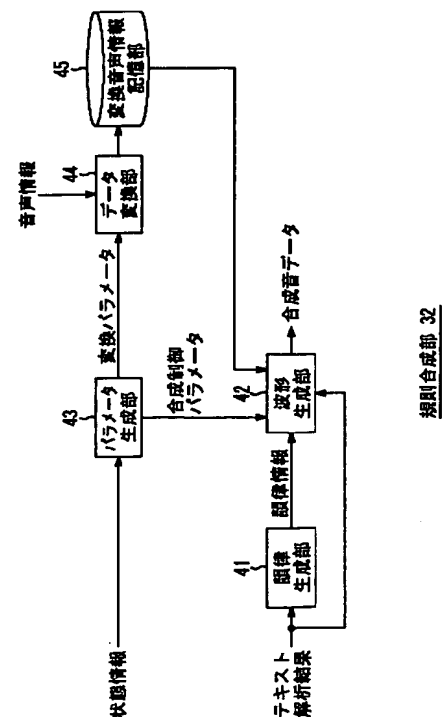 状態情報
43
パラメータ
生成部
変換パラメータ
音声情報
44
データ
変換部
45
変換音声情報
記憶部
合成制御
パラメータ
テキスト
解析結果
41
韻律
生成部
韻律情報
42
波形
生成部
合成音データ
規則合成部 32